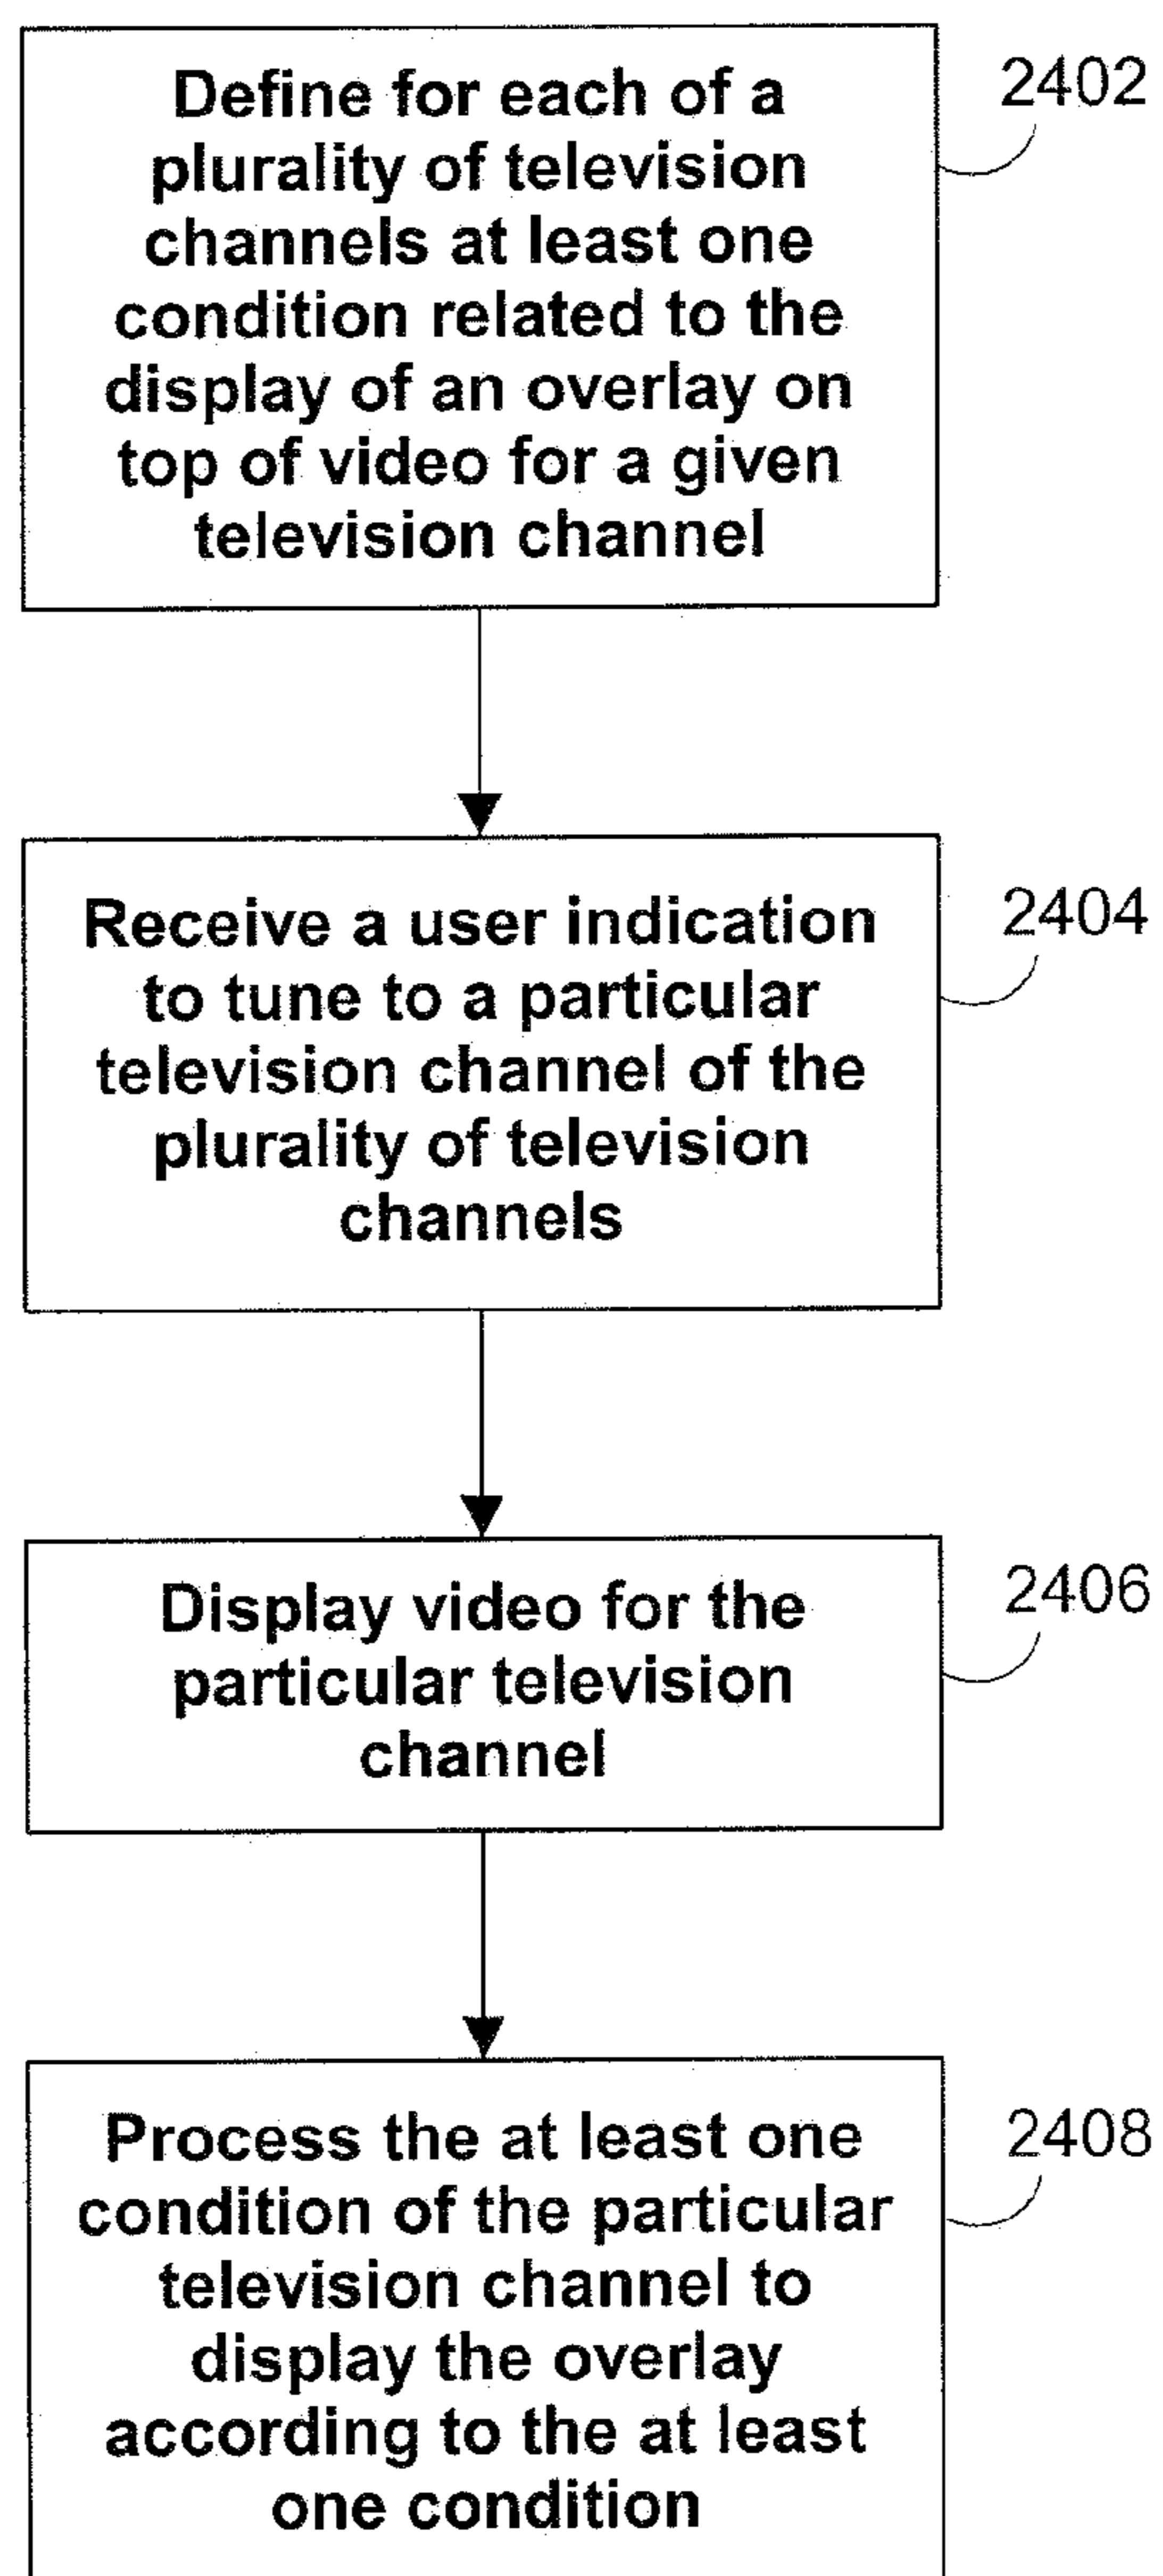 Define for each of a
plurality of television
channels at least one
condition related to the
display of an overlay on
top of video for a given
television channel
2402
Receive a user indication
to tune to a particular
television channel of the
plurality of television
channels
2404
Display video for the
particular television
channel
2406
Process the at least one
condition of the particular
television channel to
display the overlay
according to the at least
one condition
2408